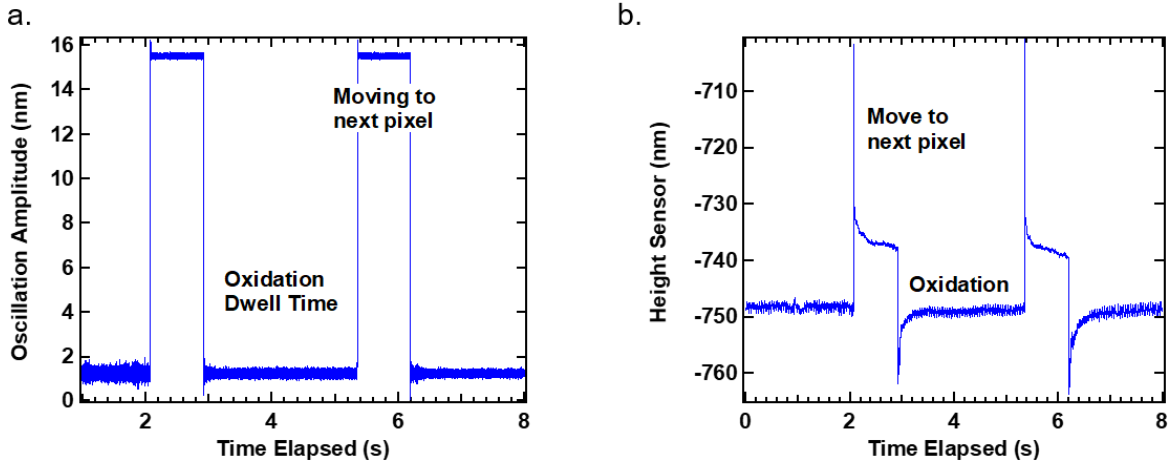 a.
Oscillation Amplitude (nm)
16
14
12
10
8
6
4
2
0
Moving to
next pixel
Oxidation
Dwell Time
2
4
6
8
Time Elapsed (s)
b.
Height Sensor (nm)
-710
-720
-730
-740
-750
-760
Move to
next pixel
Oxidation
0
2
4
6
8
Time Elapsed (s)